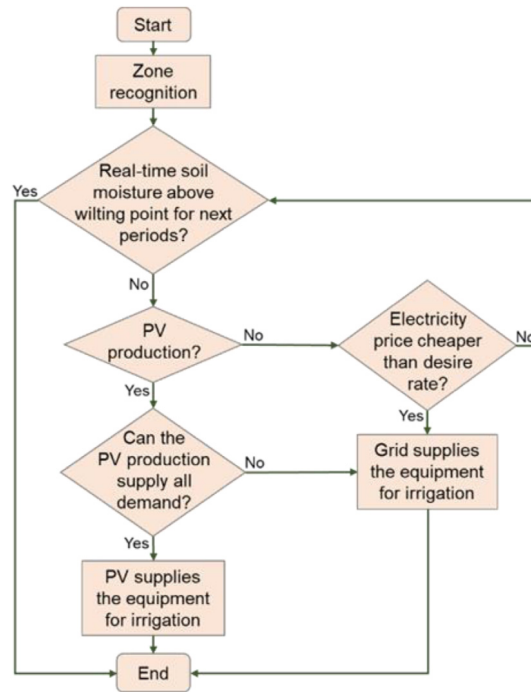 Start
Zone
recognition
Real-time soil
moisture above
wilting point for next
periods?
Yes
No
PV
production?
No
Electricity
price cheaper
than desire
rate?
No
Yes
Yes
Can the
PV production
supply all
demand?
No
Grid supplies
the equipment
for irrigation
Yes
PV supplies
the equipment
for irrigation
End